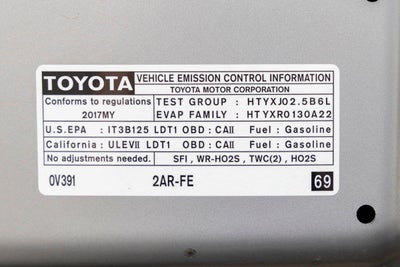 TOYOTA VEHICLE EMISSION CONTROL INFORMATION
TOYOTA MOTOR CORPORATION
Conforms to regulations TEST GROUP : HTYXJ02.5B6L
2017MY EVAP FAMILY : HTYXR0130A22
U.S.EPA : IT3B125 LDT1 OBD : CAII Fuel : Gasoline
California : ULEVII LDT1 OBD : CAII Fuel : Gasoline
No adjustments needed. SFI , WR-HO2S , TWC(2) , HO2S
0V391 2AR-FE 69